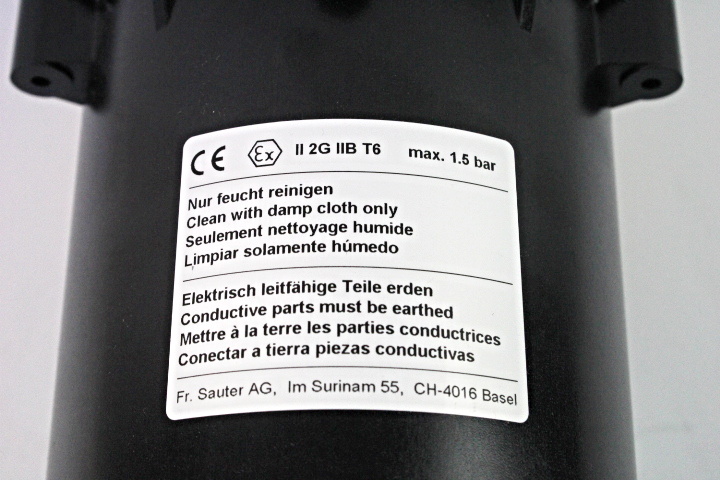 CE Ex II 2G IIB T6 max. 1.5 bar
Nur feucht reinigen
Clean with damp cloth only
Seulement nettoyage humide
Limpiar solamente húmedo
Elektrisch leitfähige Teile erden
Conductive parts must be earthed
Mettre à la terre les parties conductrices
Conectar a tierra piezas conductivas
Fr. Sauter AG, Im Surinam 55, CH-4016 Basel